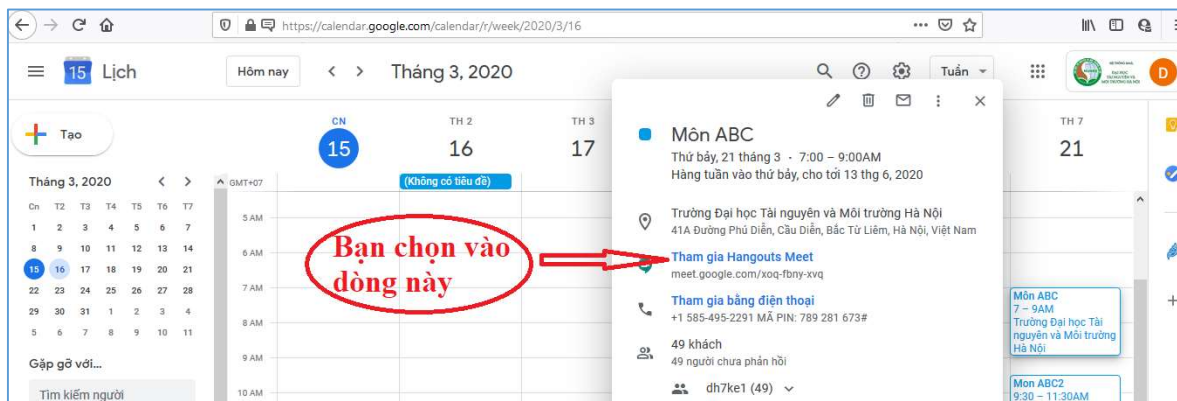 https://calendar.google.com/calendar/r/week/2020/3/16
15 Lịch
Hôm nay
Tháng 3, 2020
Tuần
D
Tạo
Tháng 3, 2020
Cn T2 T3 T4 T5 T6 T7
1 2 3 4 5 6 7
8 9 10 11 12 13 14
15 16 17 18 19 20 21
22 23 24 25 26 27 28
29 30 31 1 2 3 4
5 6 7 8 9 10 11
Gặp gỡ với...
Tìm kiếm người
CN
15
TH 2
16
TH 3
17
TH 7
21
GMT+07
(Không có tiêu đề)
5 AM
6 AM
7 AM
8 AM
9 AM
10 AM
Bạn chọn vào
dòng này
Môn ABC
Thứ bảy, 21 tháng 3 · 7:00 – 9:00AM
Hàng tuần vào thứ bảy, cho tới 13 thg 6, 2020
Trường Đại học Tài nguyên và Môi trường Hà Nội
41A Đường Phú Diễn, Cầu Diễn, Bắc Từ Liêm, Hà Nội, Việt Nam
Tham gia Hangouts Meet
meet.google.com/xoq-fbny-xvq
Tham gia bằng điện thoại
+1 585-495-2291 MÃ PIN: 789 281 673#
49 khách
49 người chưa phản hồi
dh7ke1 (49)
Môn ABC
7 – 9AM
Trường Đại học Tài
nguyên và Môi trường
Hà Nội
Mon ABC2
9:30 – 11:30AM